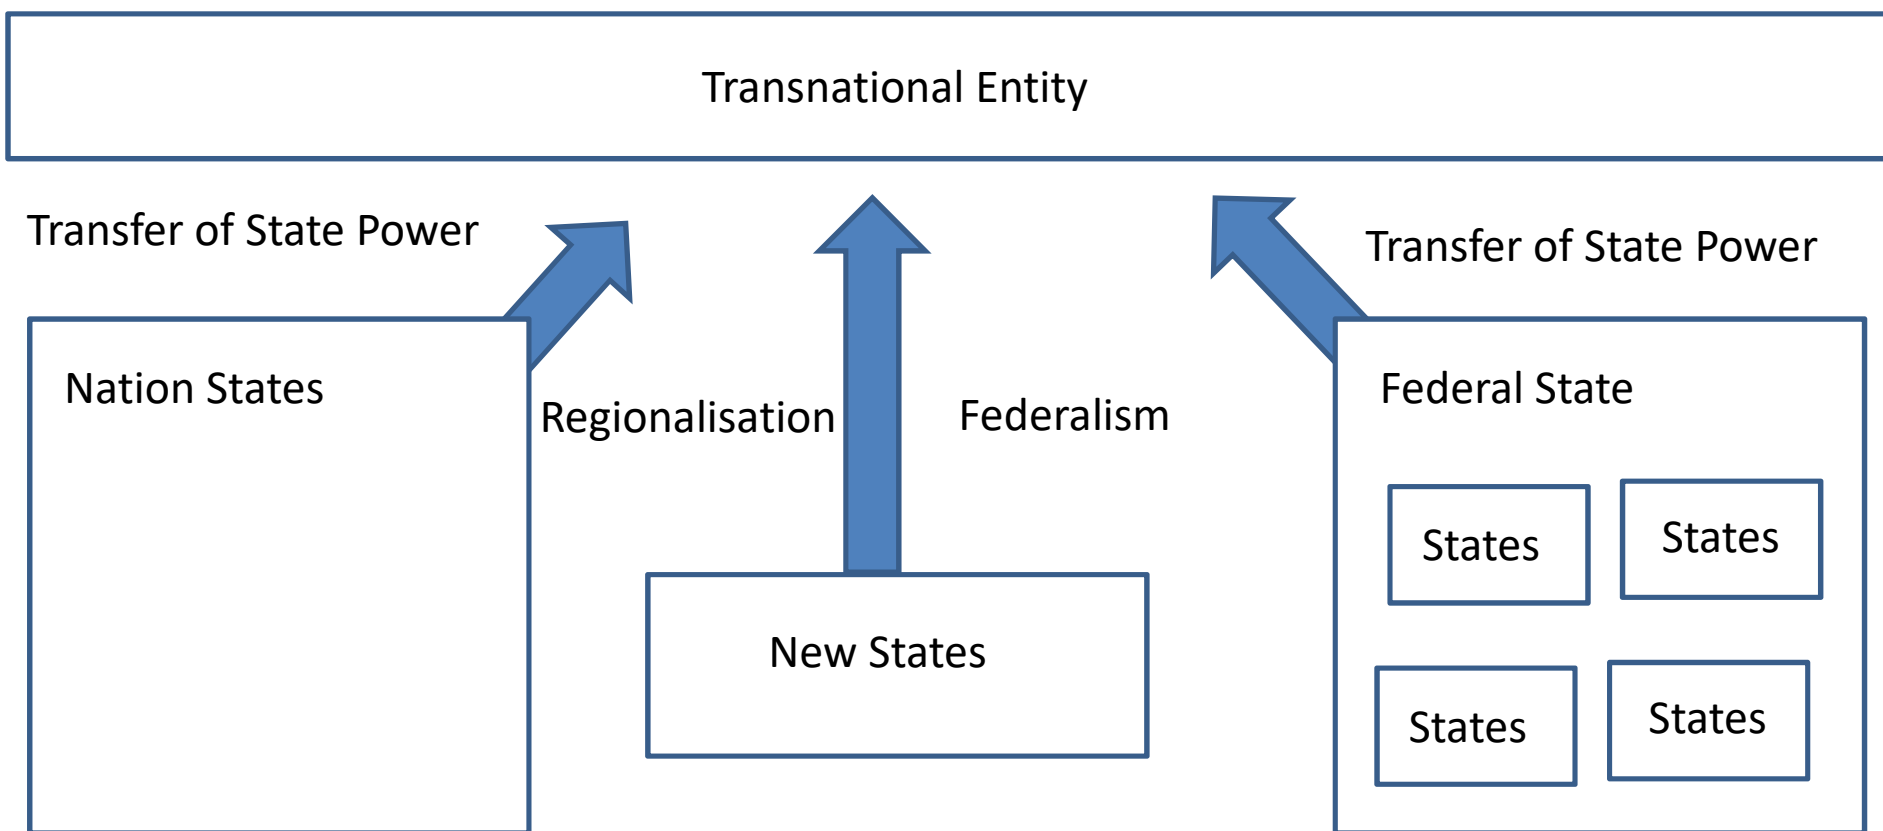 Transnational Entity
Transfer of State Power
Transfer of State Power
Nation States
Regionalisation
Federalism
Federal State
States
States
New States
States
States